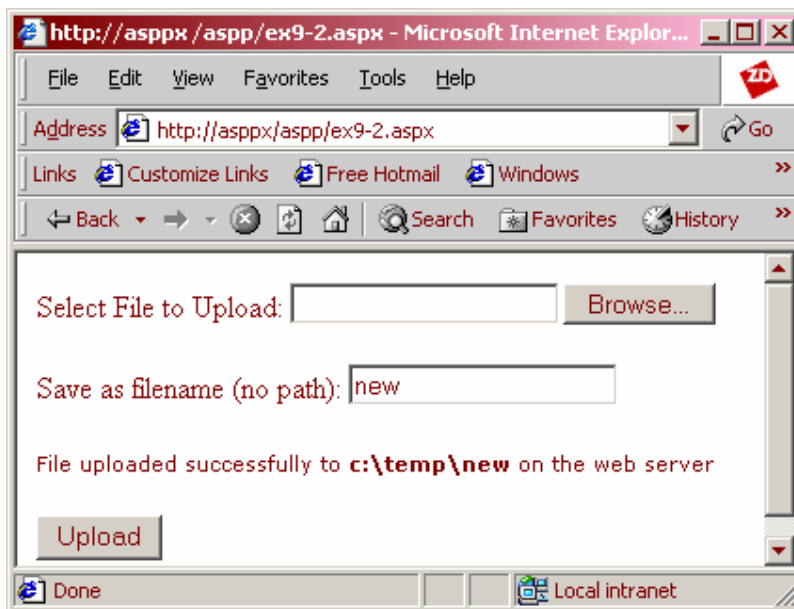 http://asppx /aspp/ex9-2.aspx - Microsoft Internet Explor...
File Edit View Favorites Tools Help
ZD
Address http://asppx/aspp/ex9-2.aspx Go
Links Customize Links Free Hotmail Windows »
Back Search Favorites History »
Select File to Upload: Browse...
Save as filename (no path): new
File uploaded successfully to c:\temp\new on the web server
Upload
Done Local intranet